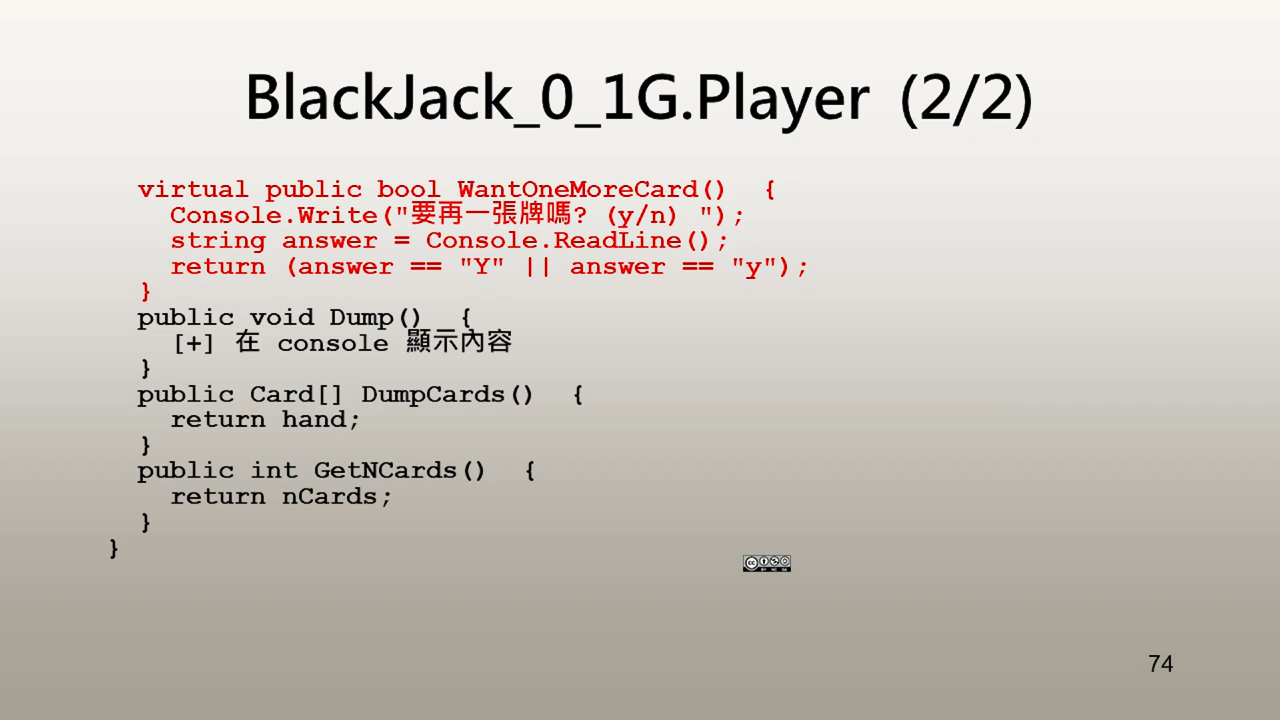 BlackJack_0_1G.Player (2/2)
virtual public bool WantOneMoreCard() {
Console.Write("要再一張牌嗎? (y/n) ");
string answer = Console.ReadLine();
return (answer == "Y" || answer == "y");
}
public void Dump() {
[+] 在 console 顯示內容
}
public Card[] DumpCards() {
return hand;
}
public int GetNCards() {
return nCards;
}
}
74